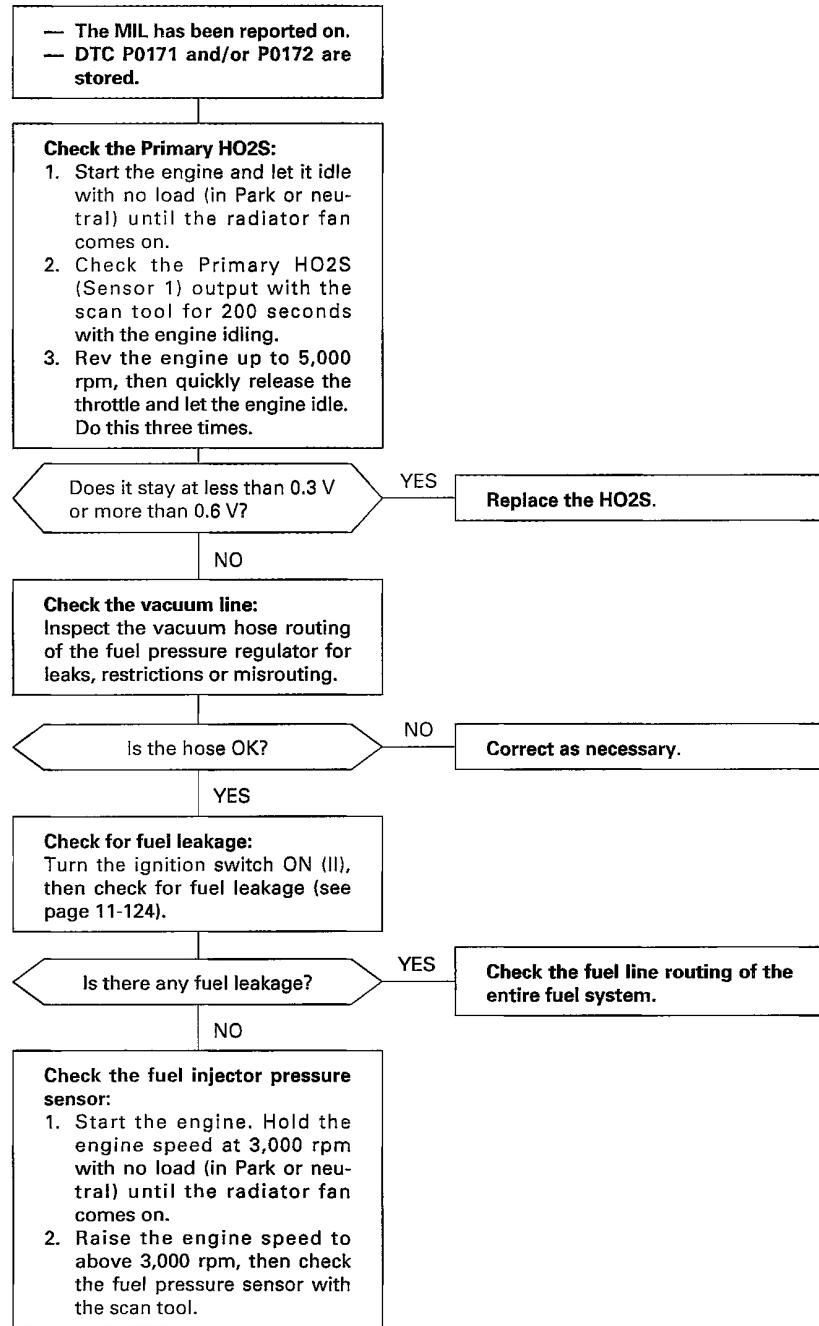 — The MIL has been reported on.
— DTC P0171 and/or P0172 are
stored.
Check the Primary HO2S:
1. Start the engine and let it idle
with no load (in Park or neu-
tral) until the radiator fan
comes on.
2. Check the Primary HO2S
(Sensor 1) output with the
scan tool for 200 seconds
with the engine idling.
3. Rev the engine up to 5,000
rpm, then quickly release the
throttle and let the engine idle.
Do this three times.
Does it stay at less than 0.3 V
or more than 0.6 V?
YES
Replace the HO2S.
NO
Check the vacuum line:
Inspect the vacuum hose routing
of the fuel pressure regulator for
leaks, restrictions or misrouting.
Is the hose OK?
NO
Correct as necessary.
YES
Check for fuel leakage:
Turn the ignition switch ON (II),
then check for fuel leakage (see
page 11-124).
Is there any fuel leakage?
YES
Check the fuel line routing of the
entire fuel system.
NO
Check the fuel injector pressure
sensor:
1. Start the engine. Hold the
engine speed at 3,000 rpm
with no load (in Park or neu-
tral) until the radiator fan
comes on.
2. Raise the engine speed to
above 3,000 rpm, then check
the fuel pressure sensor with
the scan tool.